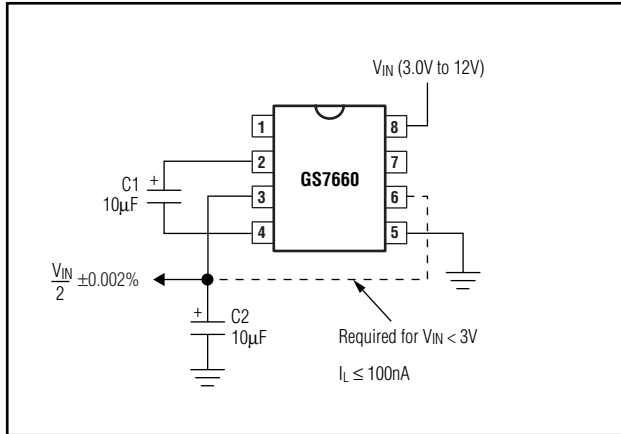 V_IN (3.0V to 12V)
1
8
2
7
GS7660
C1
+
10μF
3
6
4
5
V_IN/2 ±0.002%
+
C2
10μF
Required for V_IN < 3V
I_L ≤ 100nA